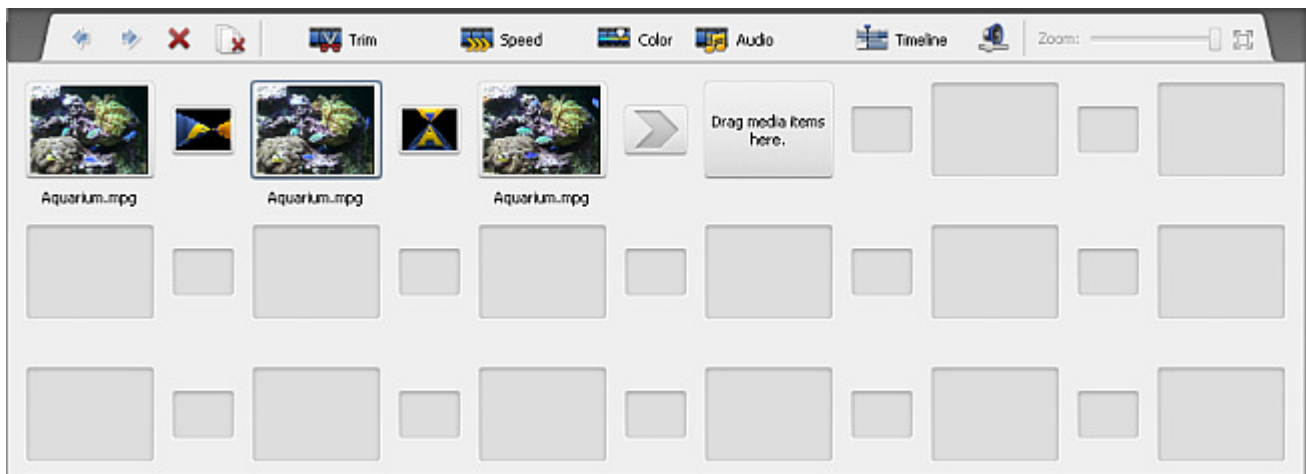 Trim
Speed
Color
Audio
Timeline
Zoom:
Drag media items
here.
Aquarium.mpg
Aquarium.mpg
Aquarium.mpg